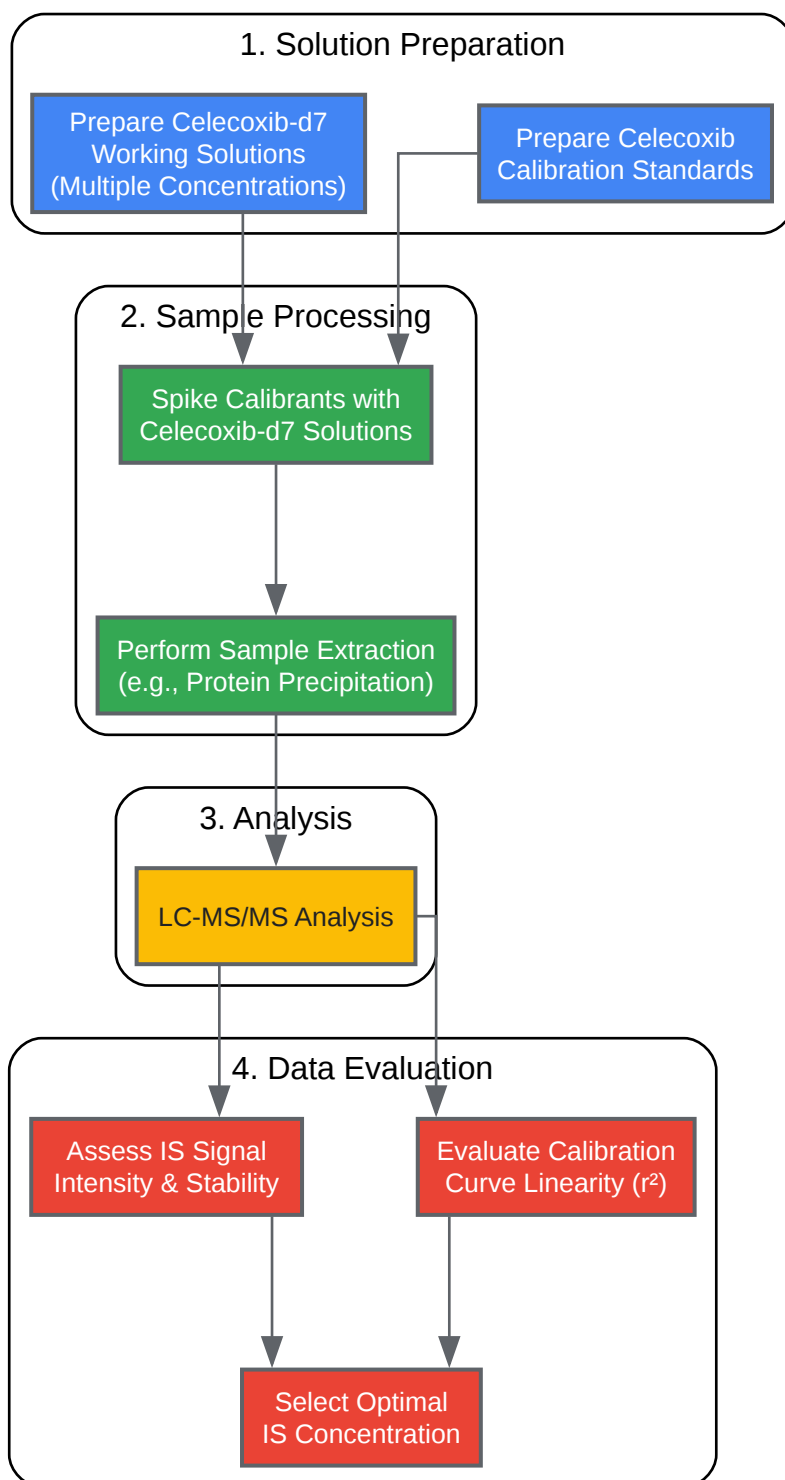 1. Solution Preparation
Prepare Celecoxib-d7
Working Solutions
(Multiple Concentrations)
Prepare Celecoxib
Calibration Standards
2. Sample Processing
Spike Calibrants with
Celecoxib-d7 Solutions
Perform Sample Extraction
(e.g., Protein Precipitation)
3. Analysis
LC-MS/MS Analysis
4. Data Evaluation
Assess IS Signal
Intensity & Stability
Evaluate Calibration
Curve Linearity (r²)
Select Optimal
IS Concentration